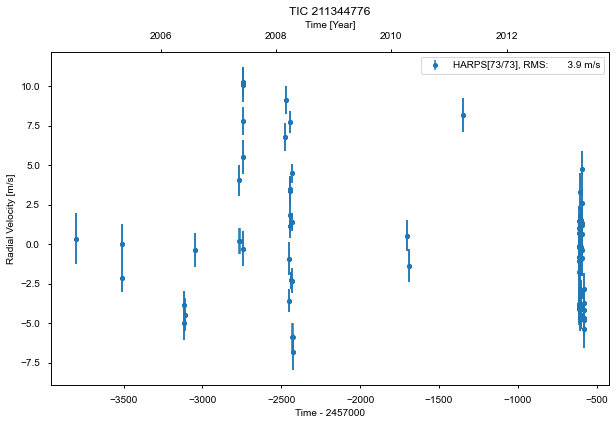 TIC 211344776
Time [Year]
2006 2008 2010 2012
HARPS[73/73], RMS: 3.9 m/s
10.0
7.5
5.0
2.5
0.0
−2.5
−5.0
−7.5
Radial Velocity [m/s]
−3500 −3000 −2500 −2000 −1500 −1000 −500
Time - 2457000